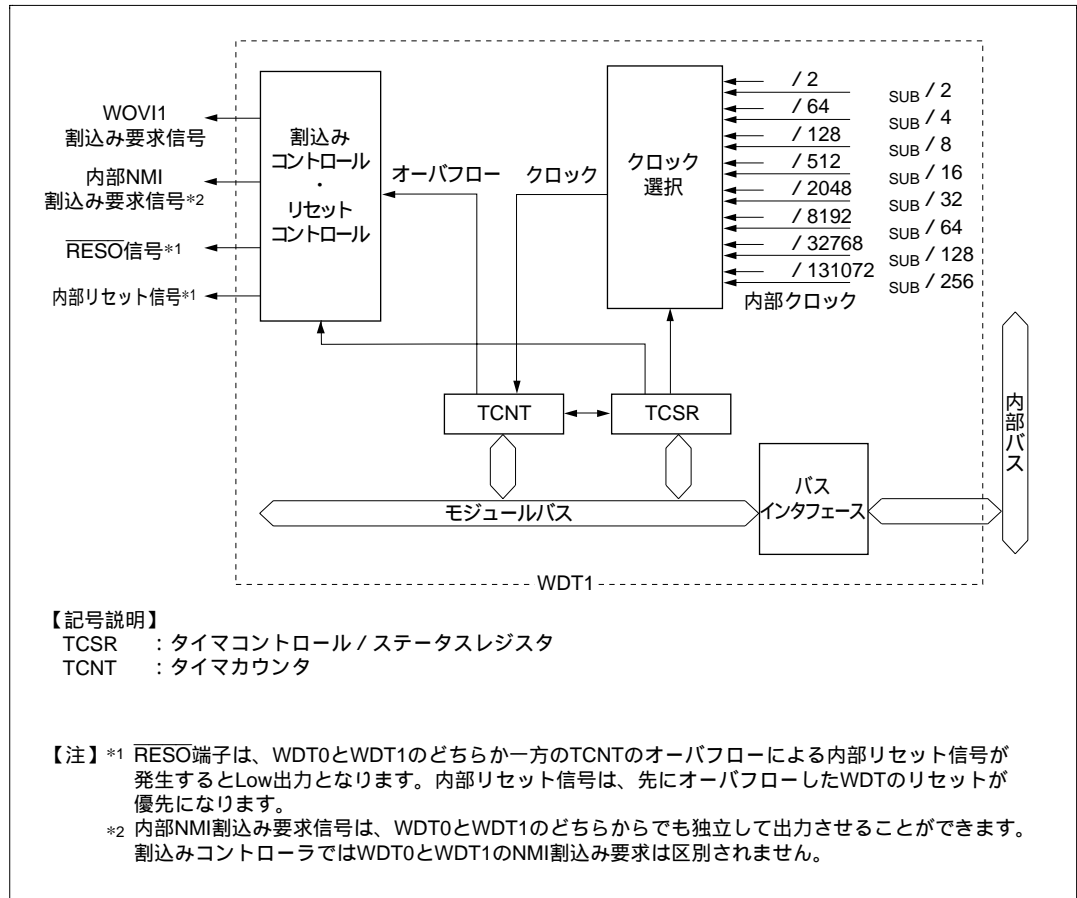 WOVI1
割込み要求信号
内部NMI
割込み要求信号*2
RESO信号*1
内部リセット信号*1
割込み
コントロール
・
リセット
コントロール
オーバフロー
クロック
クロック
選択
/ 2
/ 64
/ 128
/ 512
/ 2048
/ 8192
/ 32768
/ 131072
内部クロック
SUB / 2
SUB / 4
SUB / 8
SUB / 16
SUB / 32
SUB / 64
SUB / 128
SUB / 256
TCNT
TCSR
モジュールバス
バス
インタフェース
内部バス
WDT1
【記号説明】
TCSR : タイマコントロール / ステータスレジスタ
TCNT : タイマカウンタ
【注】*1 RESO端子は、WDT0とWDT1のどちらか一方のTCNTのオーバフローによる内部リセット信号が
発生するとLow出力となります。内部リセット信号は、先にオーバフローしたWDTのリセットが
優先になります。
*2 内部NMI割込み要求信号は、WDT0とWDT1のどちらからでも独立して出力させることができます。
割込みコントローラではWDT0とWDT1のNMI割込み要求は区別されません。